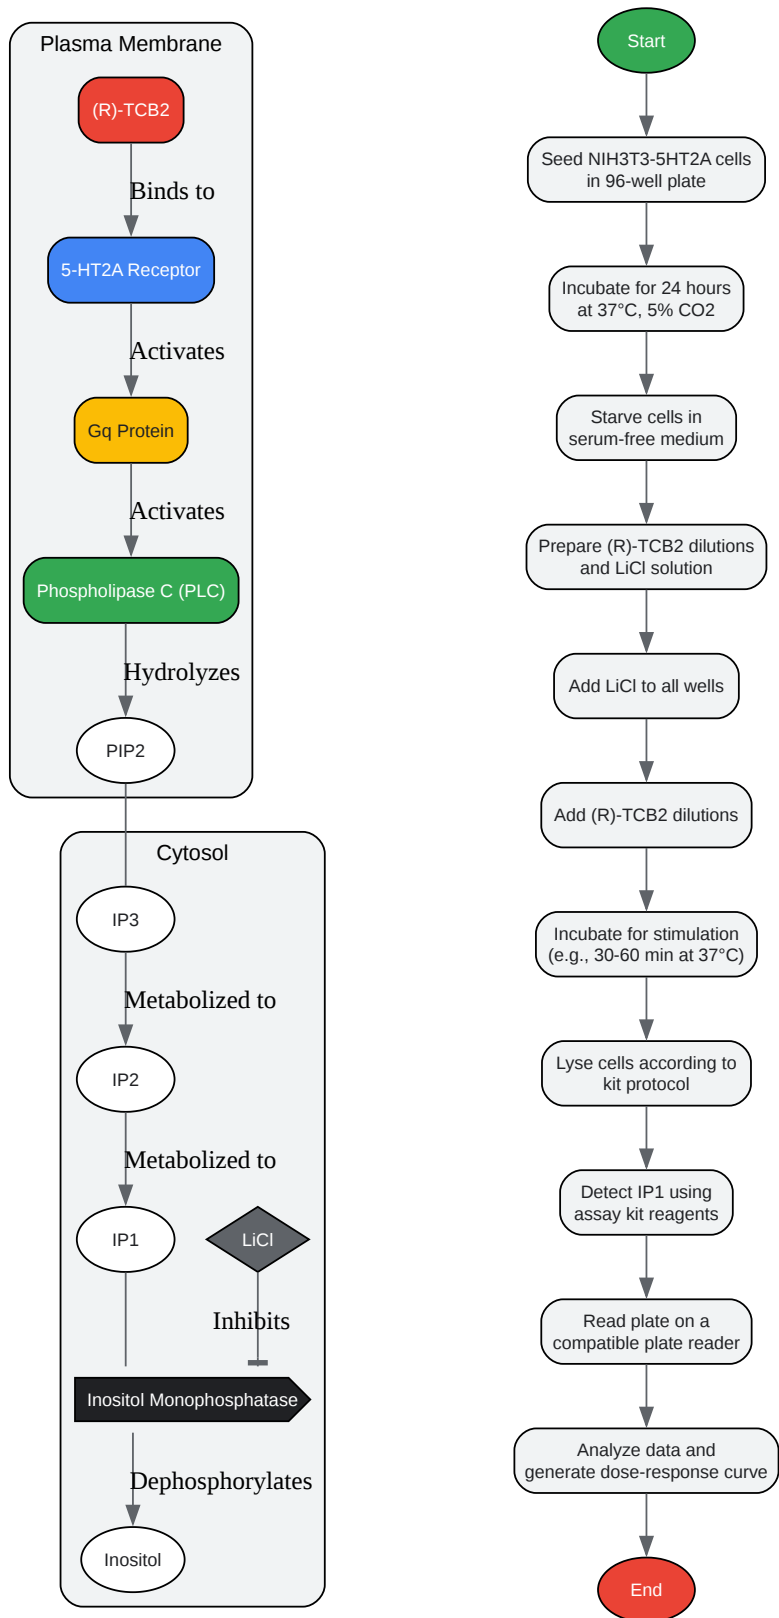 Plasma Membrane
(R)-TCB2
Binds to
5-HT2A Receptor
Activates
Gq Protein
Activates
Phospholipase C (PLC)
Hydrolyzes
PIP2
Cytosol
IP3
Metabolized to
IP2
Metabolized to
IP1
LiCl
Inhibits
Inositol Monophosphatase
Dephosphorylates
Inositol
Start
Seed NIH3T3-5HT2A cells
in 96-well plate
Incubate for 24 hours
at 37°C, 5% CO2
Starve cells in
serum-free medium
Prepare (R)-TCB2 dilutions
and LiCl solution
Add LiCl to all wells
Add (R)-TCB2 dilutions
Incubate for stimulation
(e.g., 30-60 min at 37°C)
Lyse cells according to
kit protocol
Detect IP1 using
assay kit reagents
Read plate on a
compatible plate reader
Analyze data and
generate dose-response curve
End